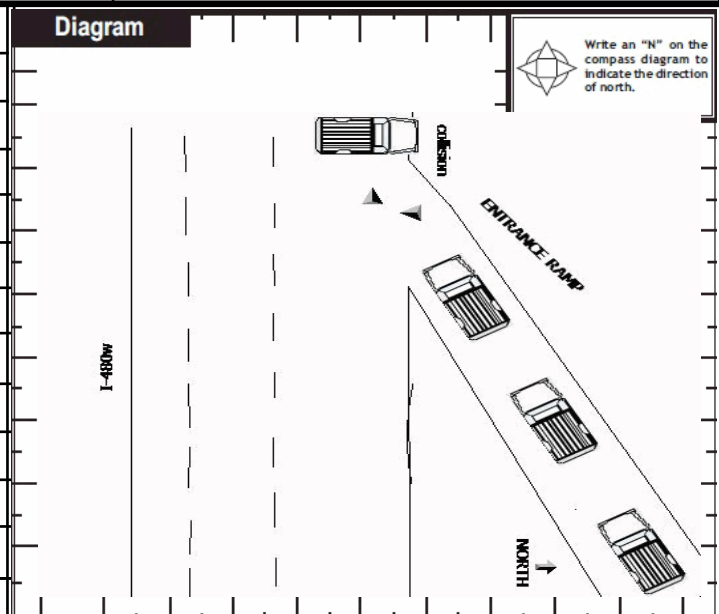 Diagram
Write an "N" on the
compass diagram to
indicate the direction
of north.
collision
ENTRANCE RAMP
I-480w
NORTH